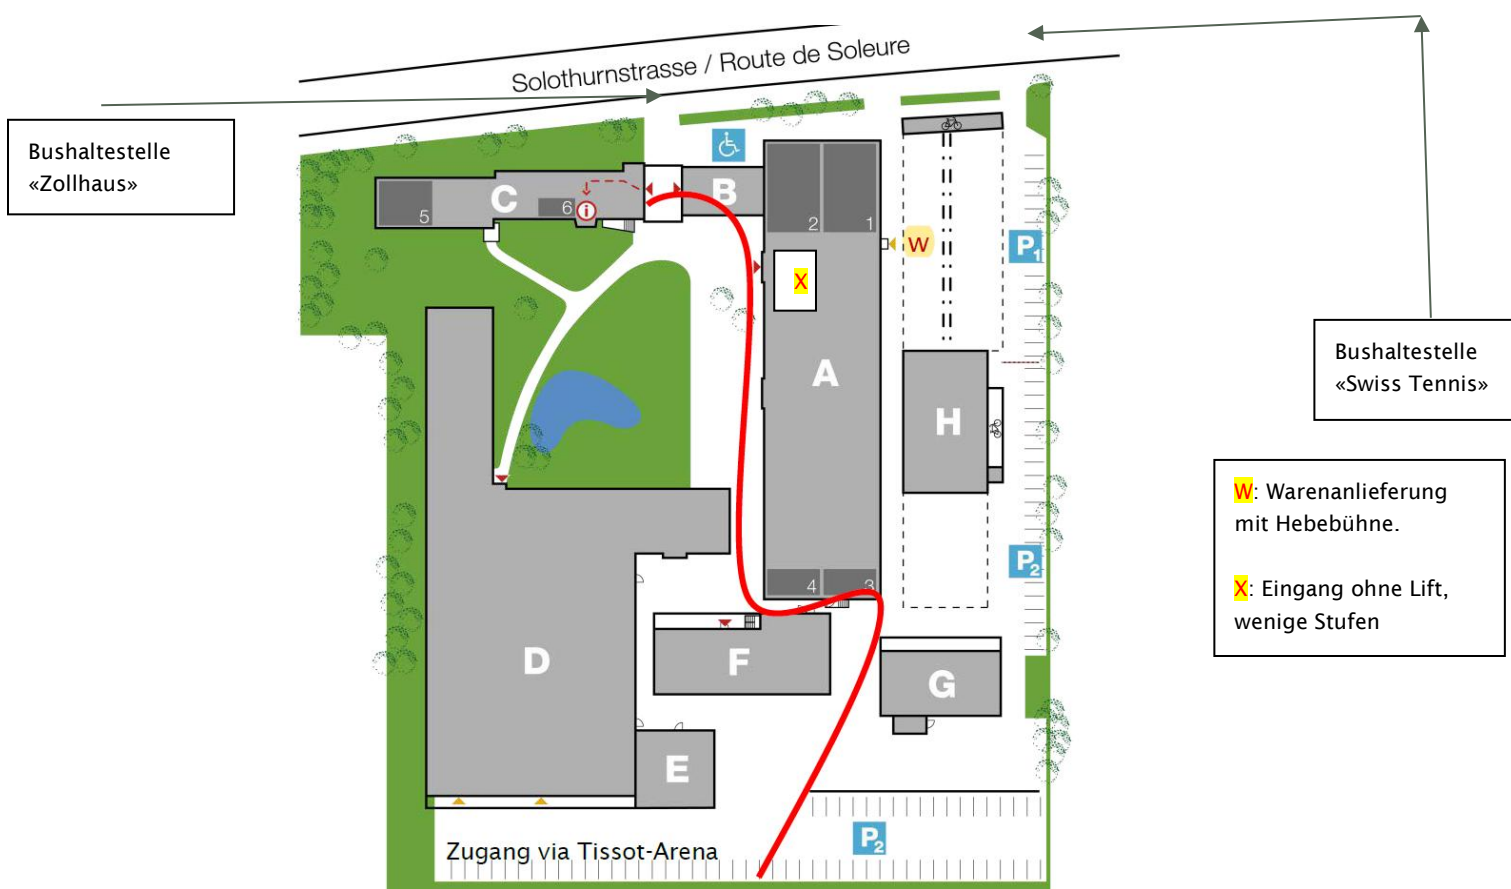 Solothurnstrasse / Route de Soleure
Bushaltestelle
«Zollhaus»
C
B
5
6
i
2
1
W
P1
X
A
H
Bushaltestelle
«Swiss Tennis»
W: Warenanlieferung
mit Hebebühne.
X: Eingang ohne Lift,
wenige Stufen
4
3
P2
D
F
G
E
P2
Zugang via Tissot-Arena